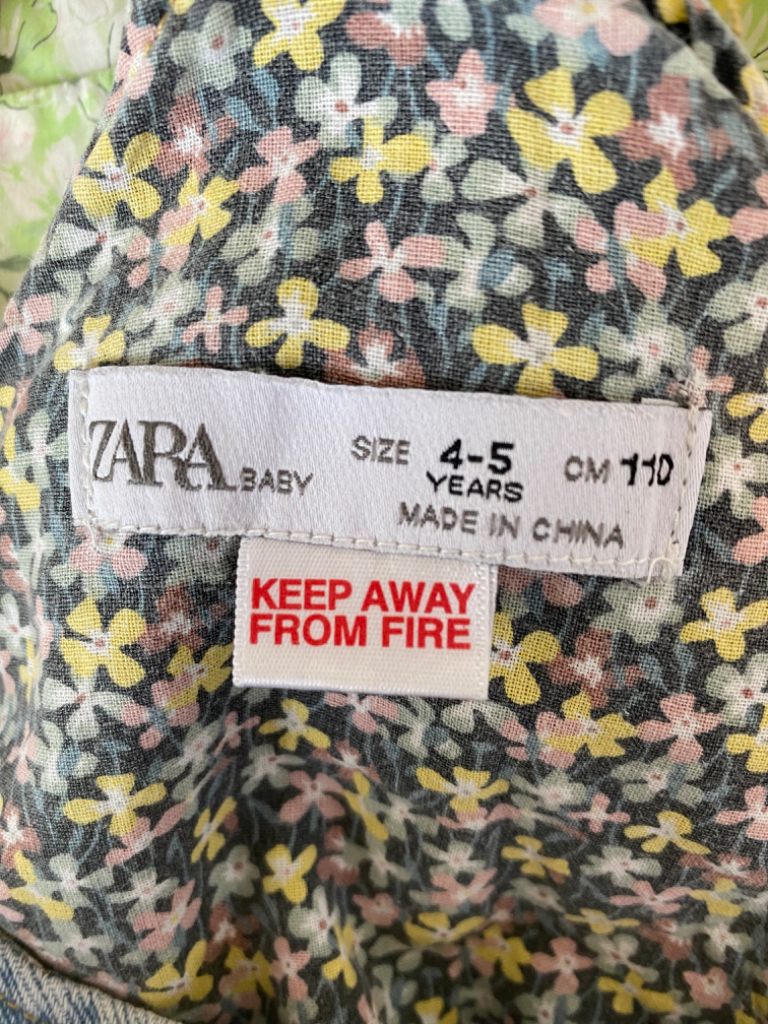 ZARA BABY SIZE 4-5 YEARS CM 110
MADE IN CHINA
KEEP AWAY
FROM FIRE